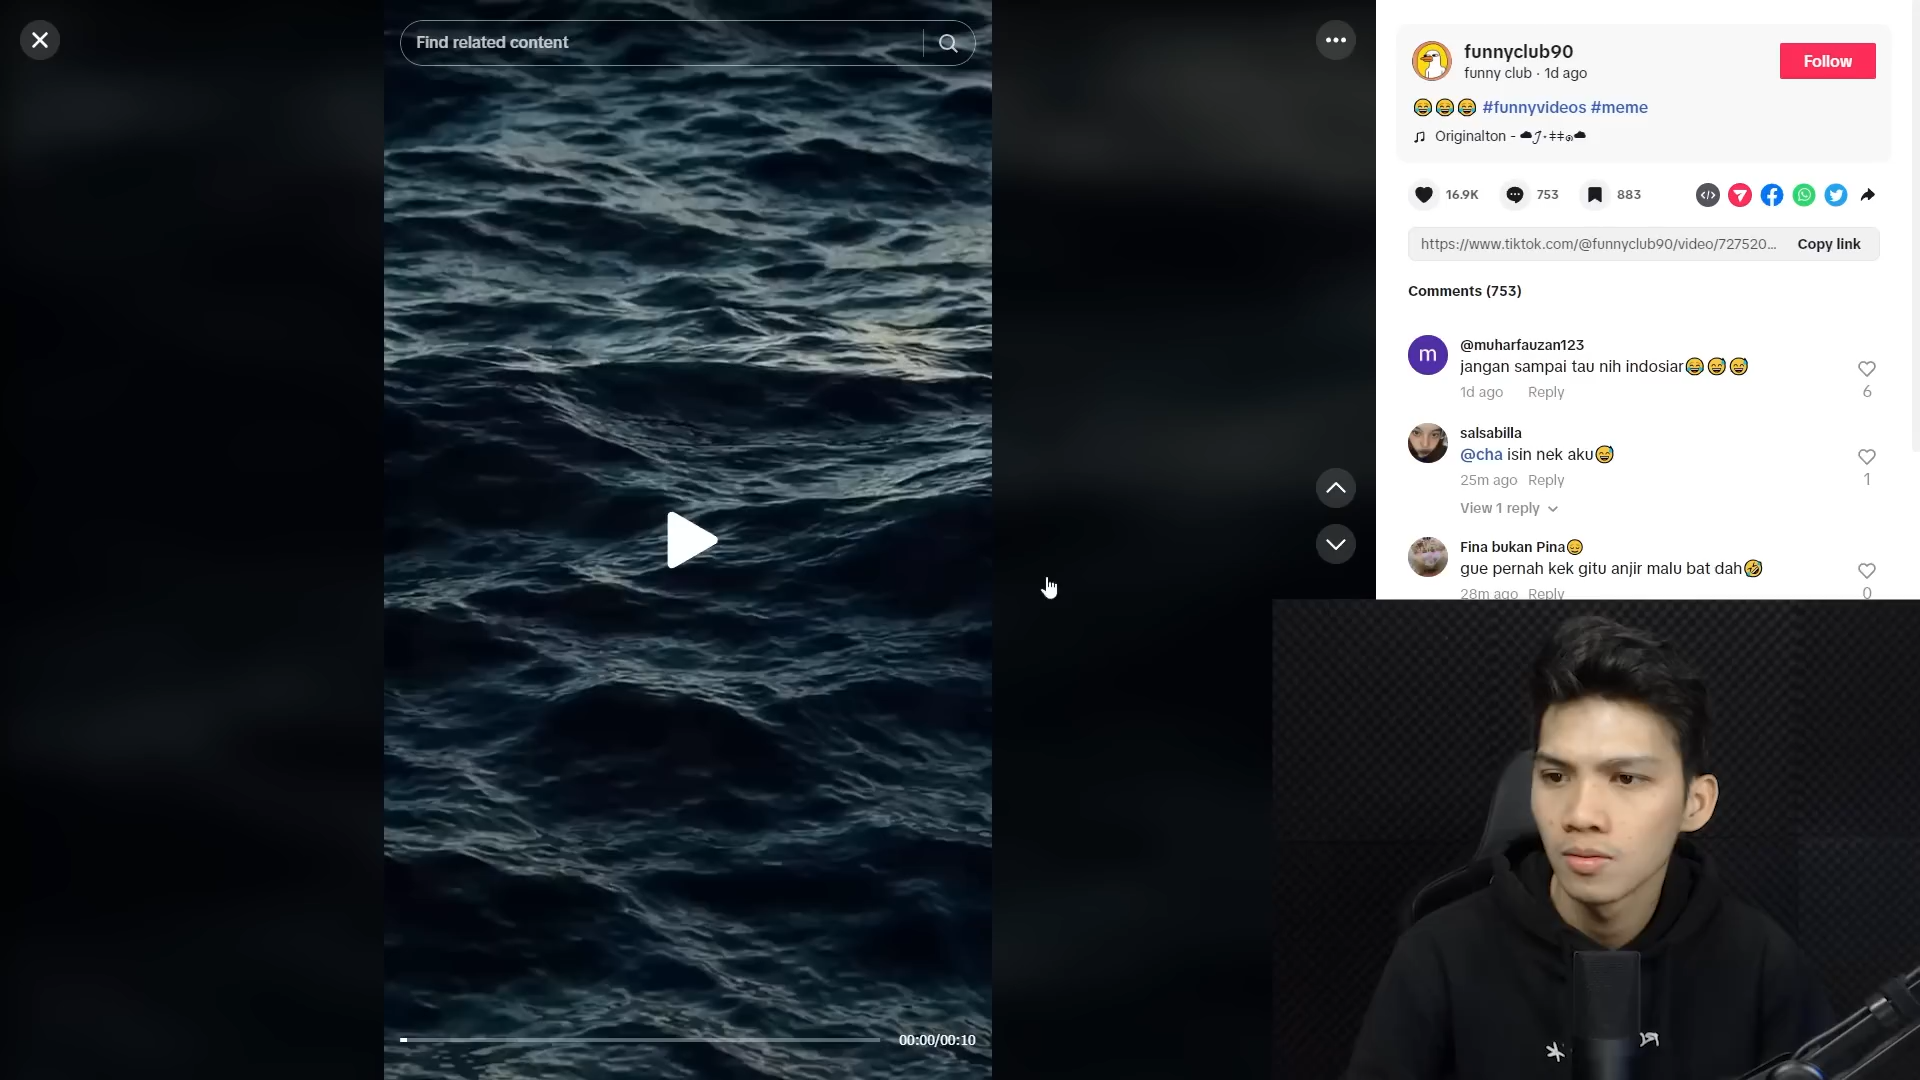 Find related content
funnyclub90
funny club · 1d ago
Follow
😂😂😂 #funnyvideos #meme
Originalton -
16.9K
753
883
https://www.tiktok.com/@funnyclub90/video/727520...
Copy link
Comments (753)
@muharfauzan123
m
jangan sampai tau nih indosiar😂😅😅
1d ago Reply
6
salsabilla
@cha isin nek aku😅
25m ago Reply
1
View 1 reply
Fina bukan Pina😔
gue pernah kek gitu anjir malu bat dah🤣
28m ago Reply
0
00:00/00:10